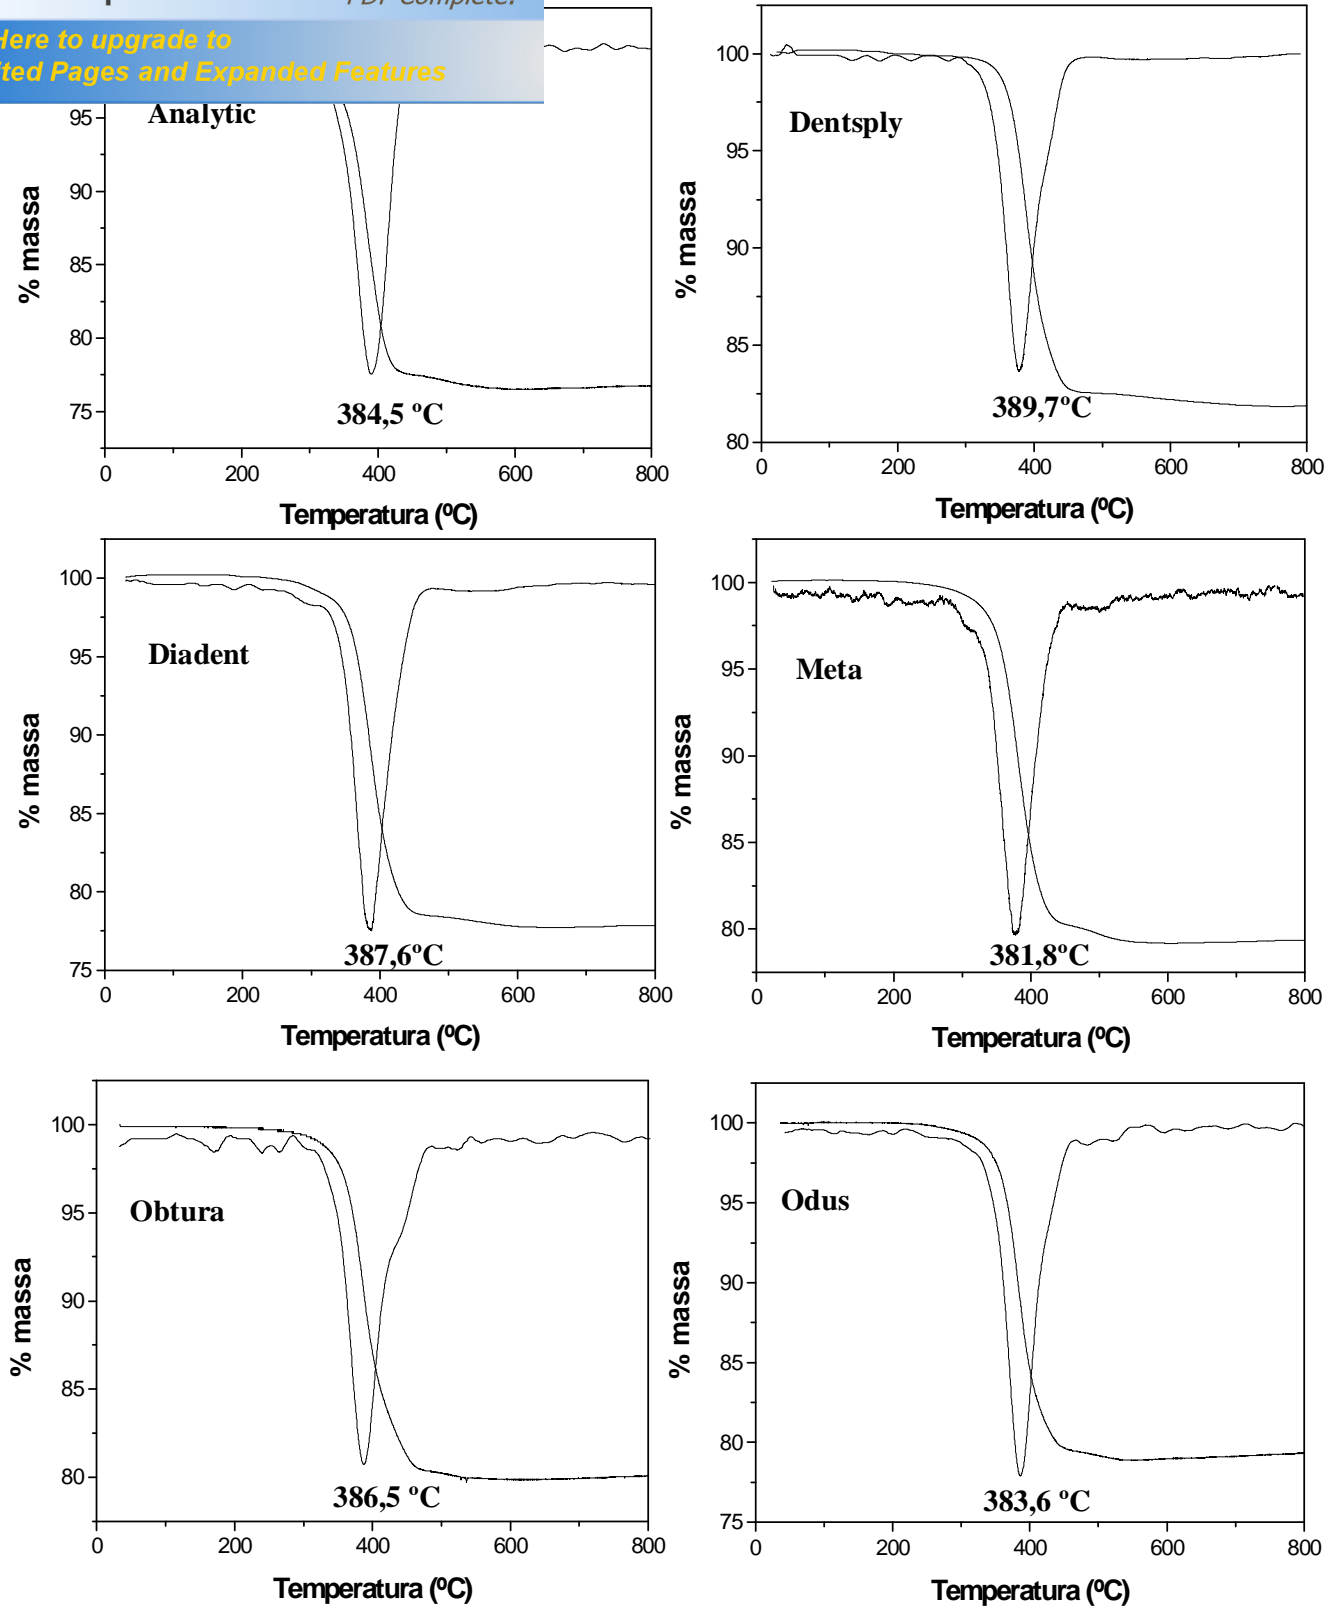 PDF Complete.
Here to upgrade to
ted Pages and Expanded Features
Analytic
95
90
85
80
75
% massa
384,5 ºC
0 200 400 600 800
Temperatura (ºC)
Dentsply
100
95
90
85
80
% massa
389,7ºC
0 200 400 600 800
Temperatura (ºC)
Diadent
100
95
90
85
80
75
% massa
387,6ºC
0 200 400 600 800
Temperatura (ºC)
Meta
100
95
90
85
80
% massa
381,8ºC
0 200 400 600 800
Temperatura (ºC)
Obtura
100
95
90
85
80
% massa
386,5 ºC
0 200 400 600 800
Temperatura (ºC)
Odus
100
95
90
85
80
75
% massa
383,6 ºC
0 200 400 600 800
Temperatura (ºC)